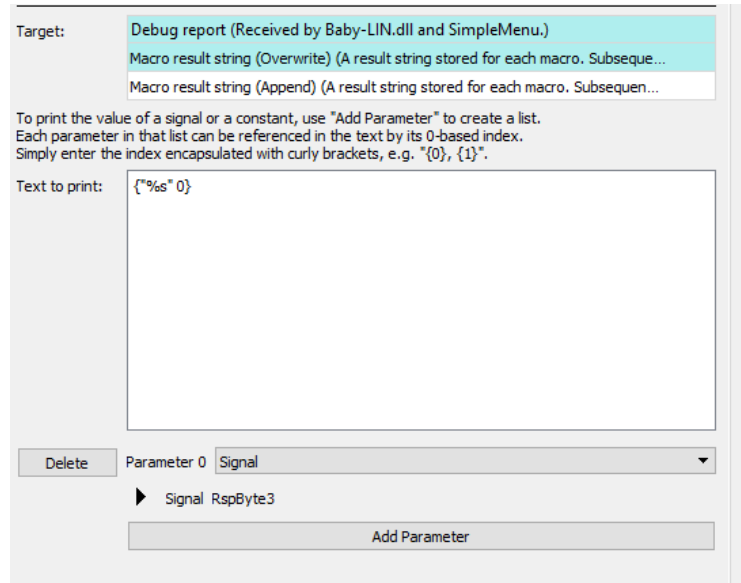 Target:
Debug report (Received by Baby-LIN.dll and SimpleMenu.)
Macro result string (Overwrite) (A result string stored for each macro. Subseque...
Macro result string (Append) (A result string stored for each macro. Subsequen...
To print the value of a signal or a constant, use "Add Parameter" to create a list.
Each parameter in that list can be referenced in the text by its 0-based index.
Simply enter the index encapsulated with curly brackets, e.g. "{0}, {1}".
Text to print:
{"%s" 0}
Delete Parameter 0 Signal
Signal RspByte3
Add Parameter